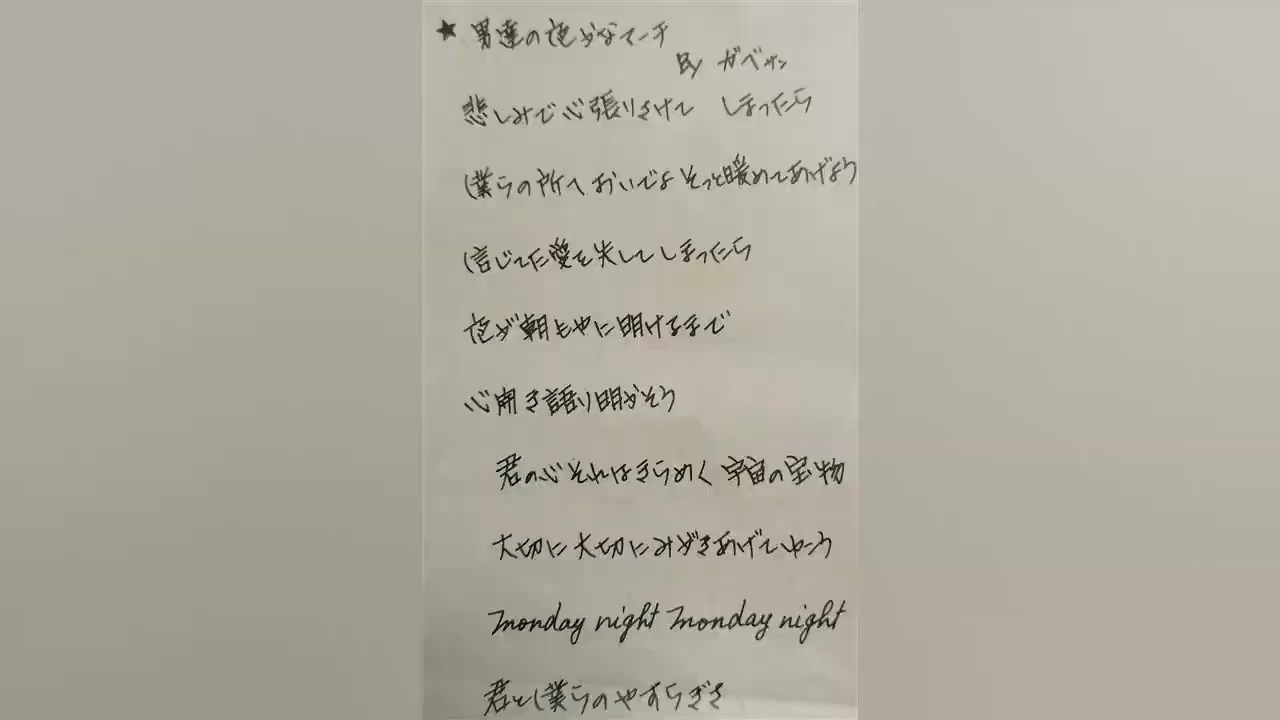 ★ 男達の夜かなマーチ
By ガベサン
悲しみで心張りさけて しまったら
僕らの所へおいでよ そっと暖めてあげよう
信じてた愛を失してしまったら
夜が朝もやに明けるまで
心開き語り明かそう
君の心それはきらめく 宇宙の宝物
大切に大切にみがきあげてゆこう
monday night monday night
君と僕らのやすらぎさ